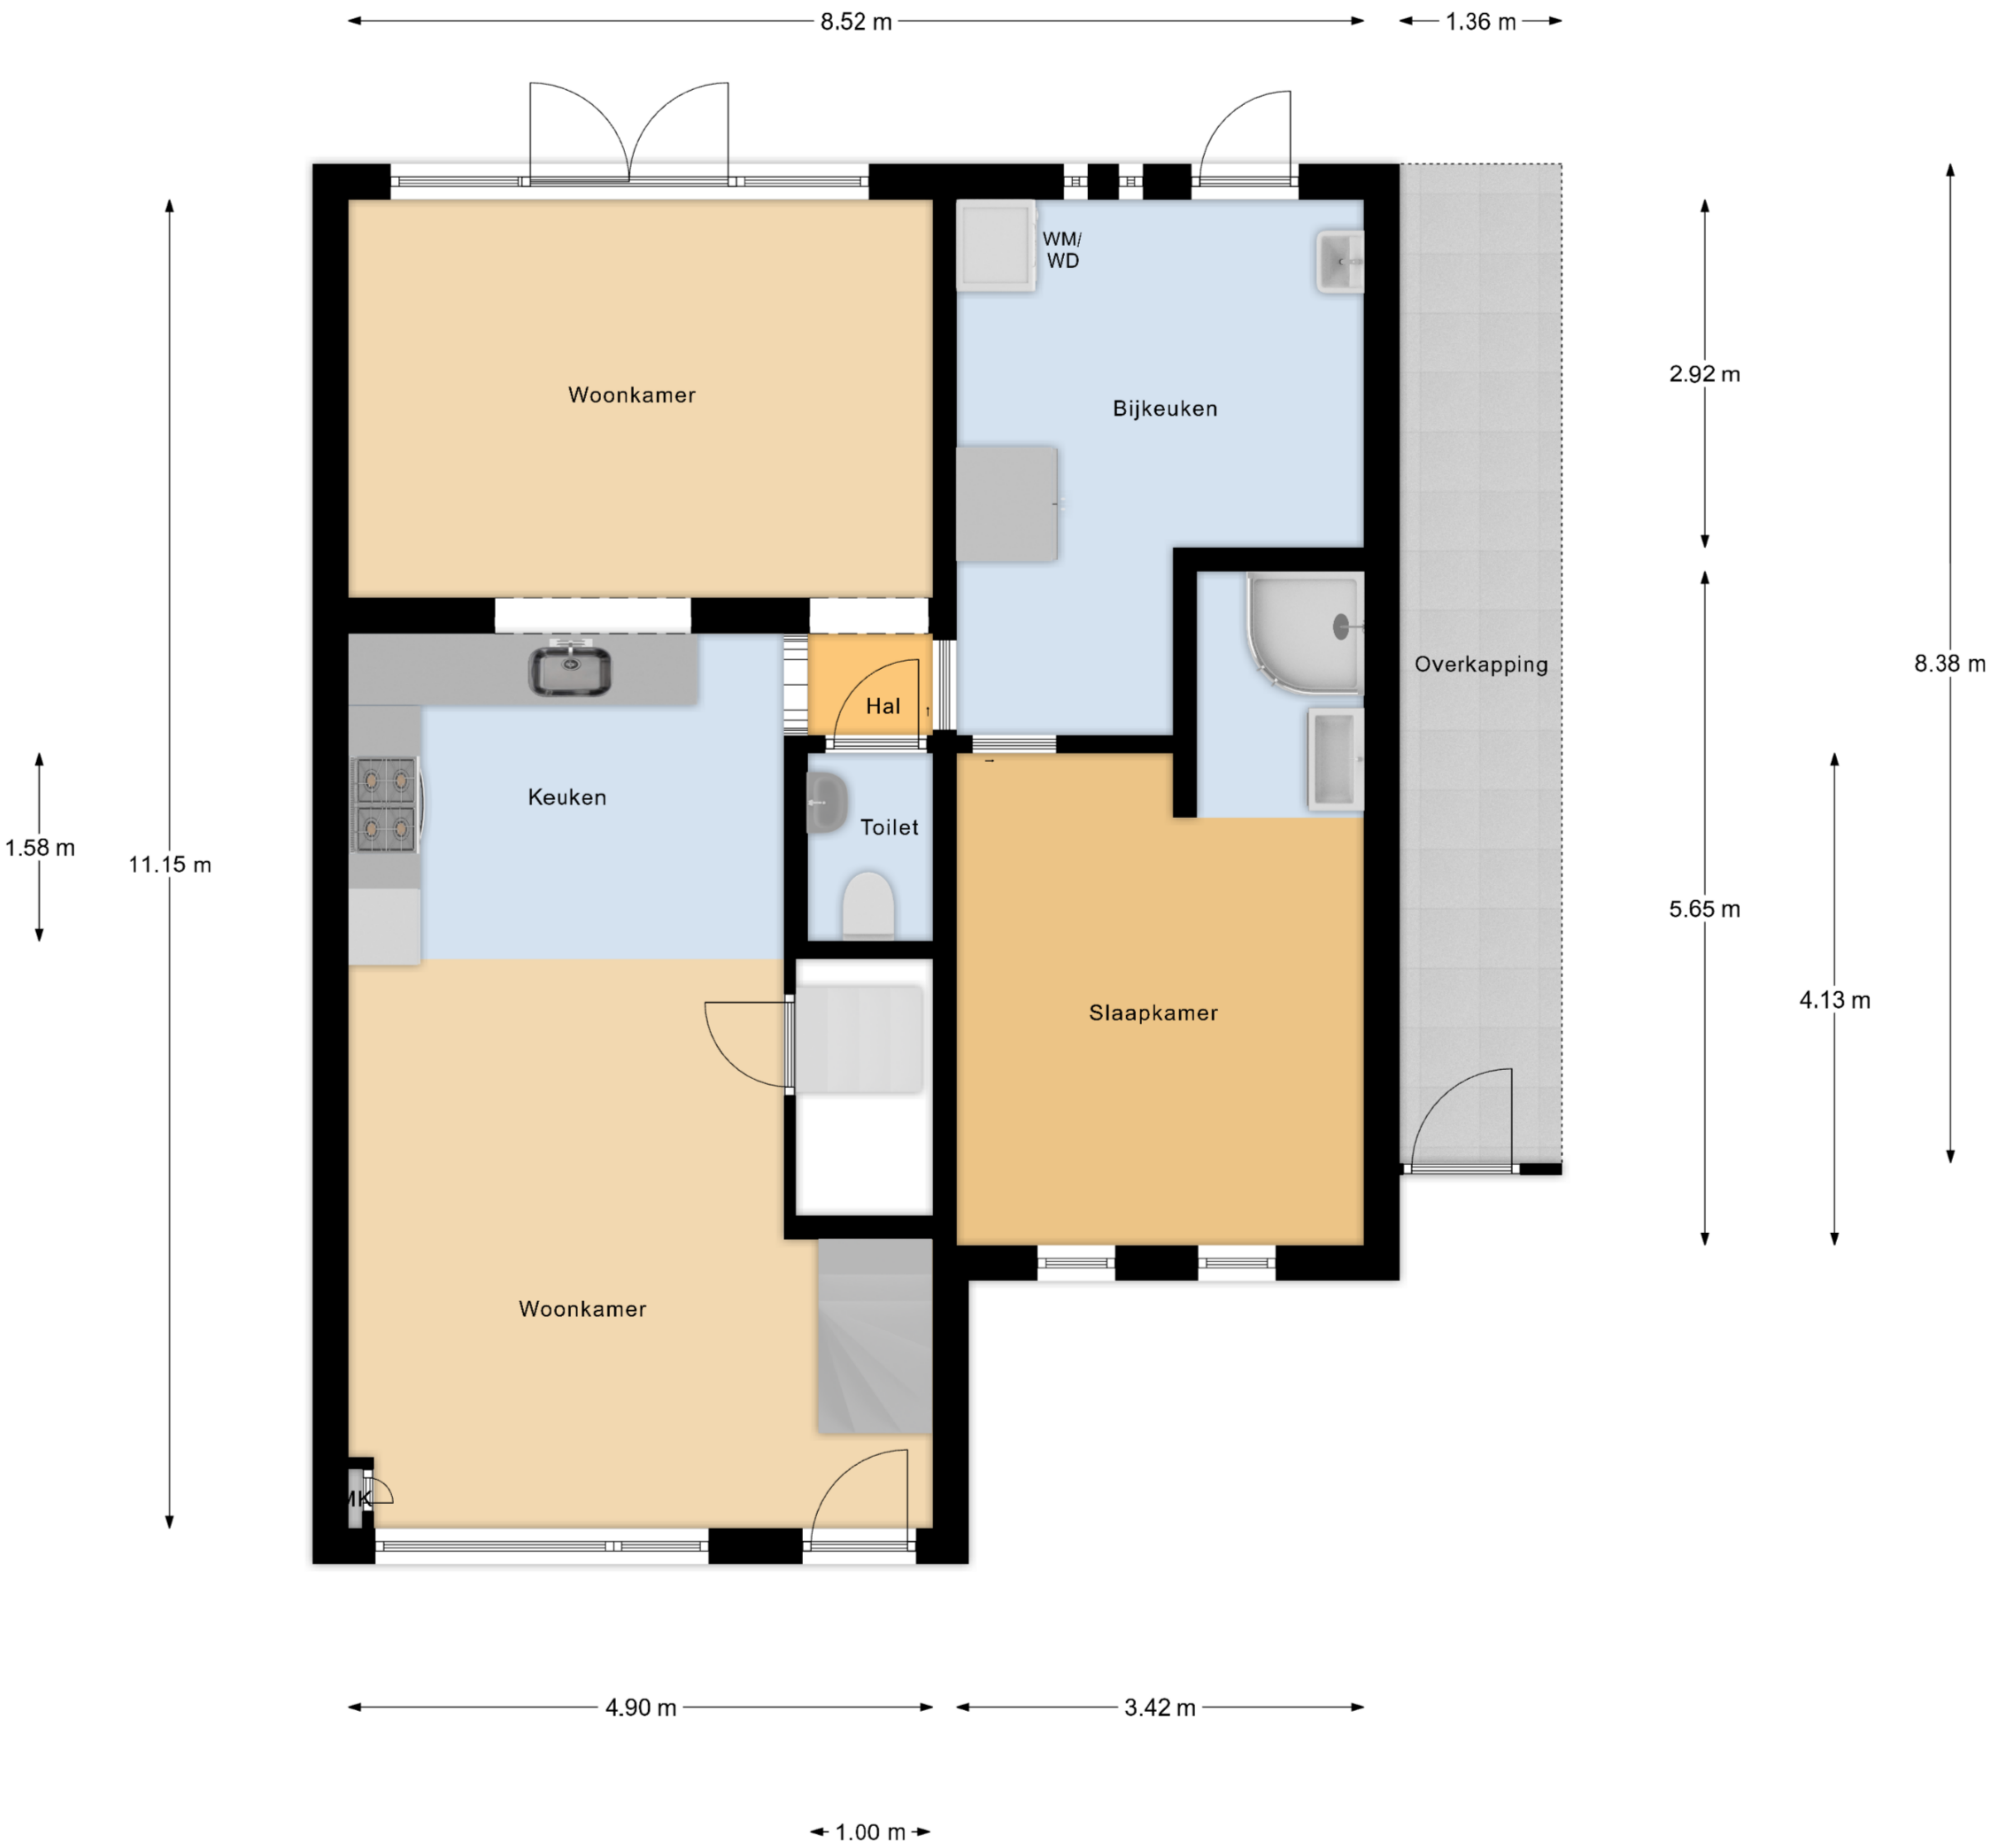 8.52 m
1.36 m
WM/
WD
2.92 m
Woonkamer
Bijkeuken
8.38 m
Overkapping
Hal
Keuken
Toilet
1.58 m
11.15 m
5.65 m
4.13 m
Slaapkamer
Woonkamer
MK
4.90 m
3.42 m
1.00 m